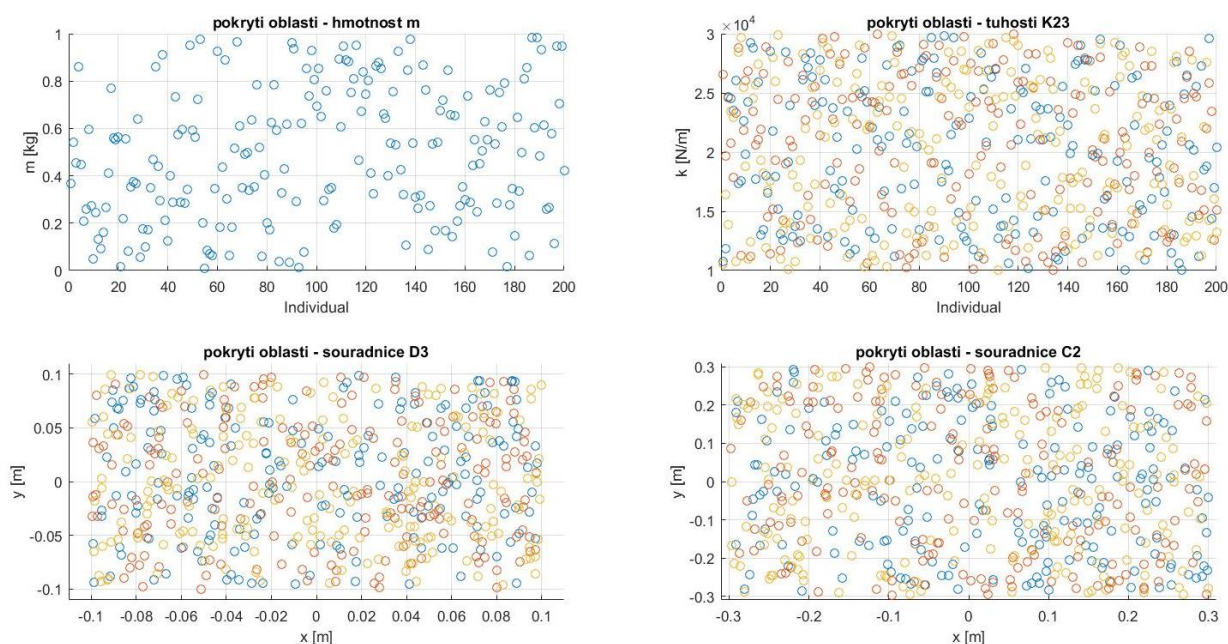 pokryti oblasti - hmotnost m
1
0.8
0.6
0.4
0.2
0
m [kg]
0 20 40 60 80 100 120 140 160 180 200
Individual
pokryti oblasti - tuhosti K23
×10⁴
3
2.5
2
1.5
1
k [N/m]
0 20 40 60 80 100 120 140 160 180 200
Individual
pokryti oblasti - souradnice D3
0.1
0.05
0
-0.05
-0.1
y [m]
-0.1 -0.08 -0.06 -0.04 -0.02 0 0.02 0.04 0.06 0.08 0.1
x [m]
pokryti oblasti - souradnice C2
0.3
0.2
0.1
0
-0.1
-0.2
-0.3
y [m]
-0.3 -0.2 -0.1 0 0.1 0.2 0.3
x [m]